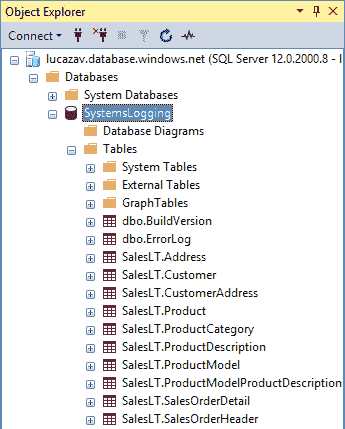 Object Explorer
Connect
lucazav.database.windows.net (SQL Server 12.0.2000.8 -
Databases
System Databases
SystemsLogging
Database Diagrams
Tables
System Tables
External Tables
GraphTables
dbo.BuildVersion
dbo.ErrorLog
SalesLT.Address
SalesLT.Customer
SalesLT.CustomerAddress
SalesLT.Product
SalesLT.ProductCategory
SalesLT.ProductDescription
SalesLT.ProductModel
SalesLT.ProductModelProductDescription
SalesLT.SalesOrderDetail
SalesLT.SalesOrderHeader